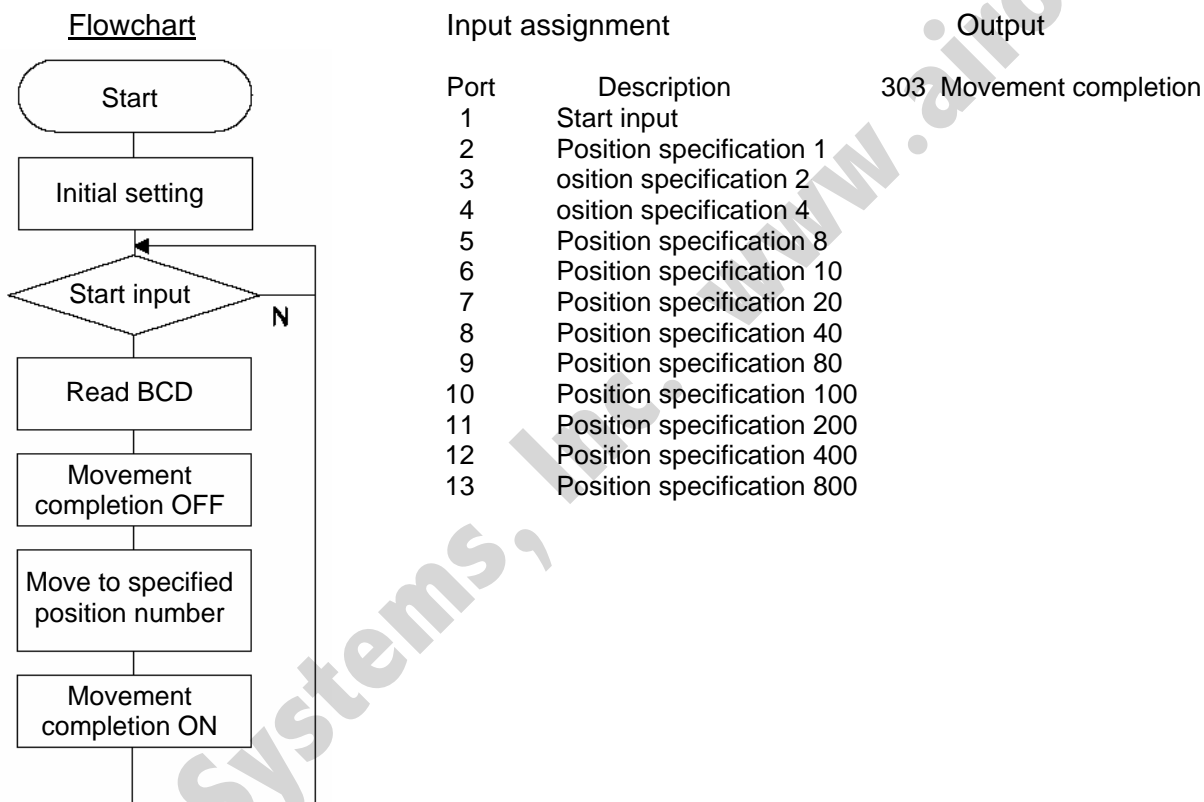 Flowchart
Start
Initial setting
Start input
N
Read BCD
Movement
completion OFF
Move to specified
position number
Movement
completion ON
Input assignment
Port Description
1 Start input
2 Position specification 1
3 osition specification 2
4 osition specification 4
5 Position specification 8
6 Position specification 10
7 Position specification 20
8 Position specification 40
9 Position specification 80
10 Position specification 100
11 Position specification 200
12 Position specification 400
13 Position specification 800
Output
303 Movement completion
Systems, Inc. www.airo